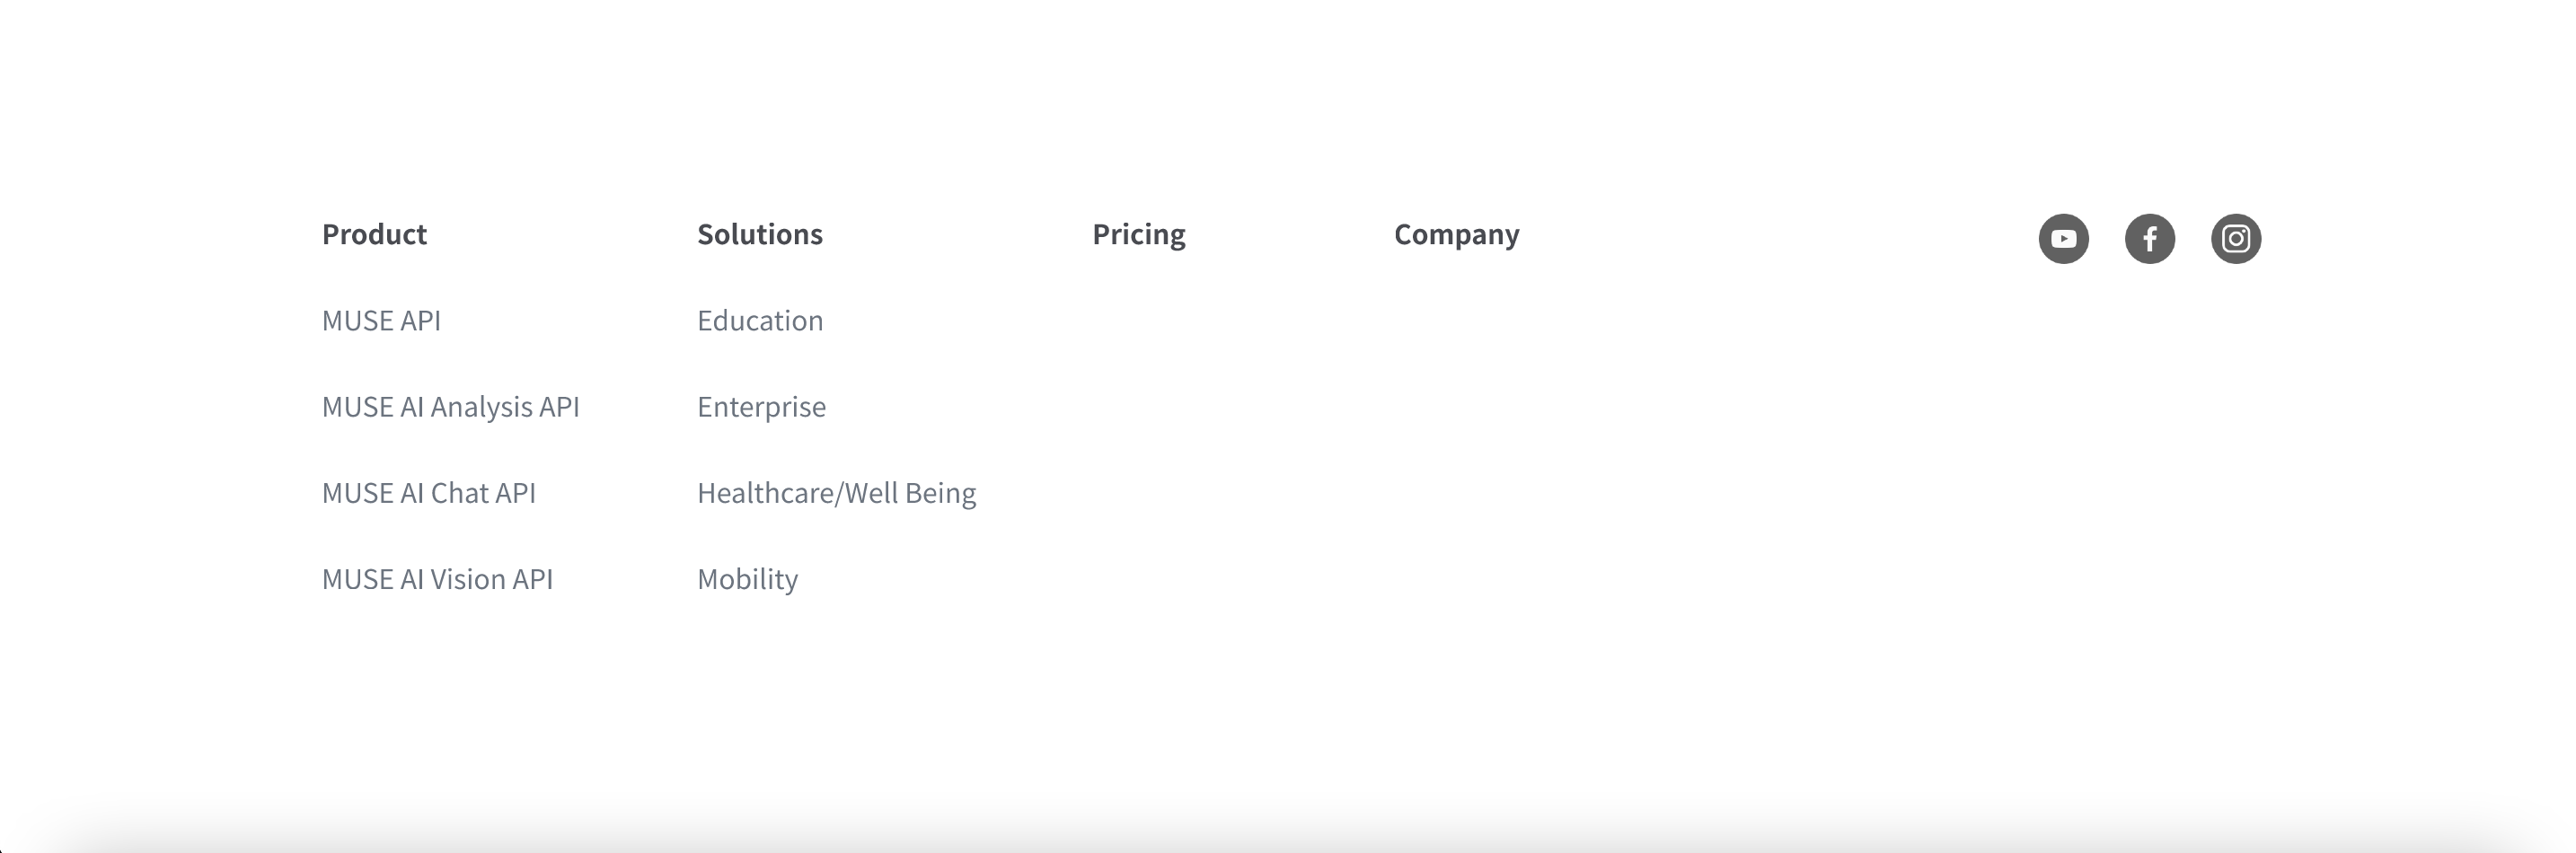 Product
MUSE API
MUSE AI Analysis API
MUSE AI Chat API
MUSE AI Vision API
Solutions
Education
Enterprise
Healthcare/Well Being
Mobility
Pricing
Company